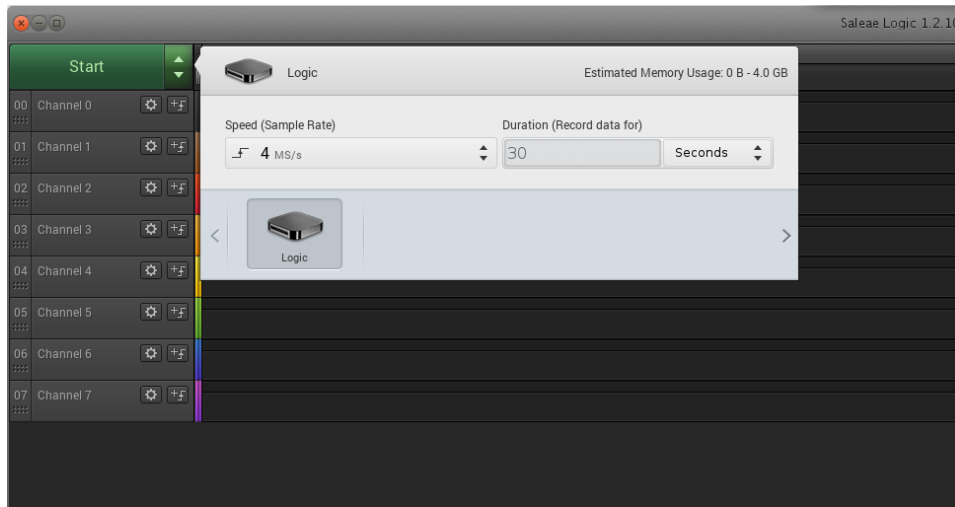 Saleae Logic 1.2.10
Start
Logic
Estimated Memory Usage: 0 B - 4.0 GB
Speed (Sample Rate)
Duration (Record data for)
4 MS/s
30
Seconds
Logic
00 Channel 0
01 Channel 1
02 Channel 2
03 Channel 3
04 Channel 4
05 Channel 5
06 Channel 6
07 Channel 7